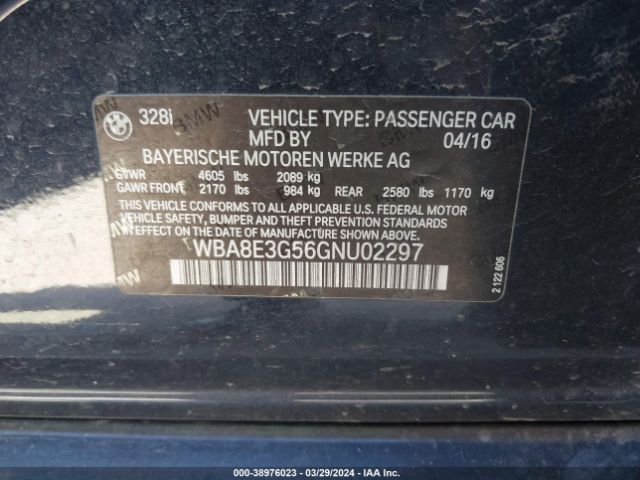 328i VEHICLE TYPE: PASSENGER CAR
MFD BY 04/16
BAYERISCHE MOTOREN WERKE AG
GVWR 4605 lbs 2089 kg
GAWR FRONT 2170 lbs 984 kg REAR 2580 lbs 1170 kg
THIS VEHICLE CONFORMS TO ALL APPLICABLE U.S. FEDERAL MOTOR
VEHICLE SAFETY, BUMPER AND THEFT PREVENTION STANDARDS
IN EFFECT ON THE DATE OF MANUFACTURE SHOWN ABOVE.
WBA8E3G56GNU02297
2 122 606
000-38976023 - 03/29/2024 - IAA Inc.